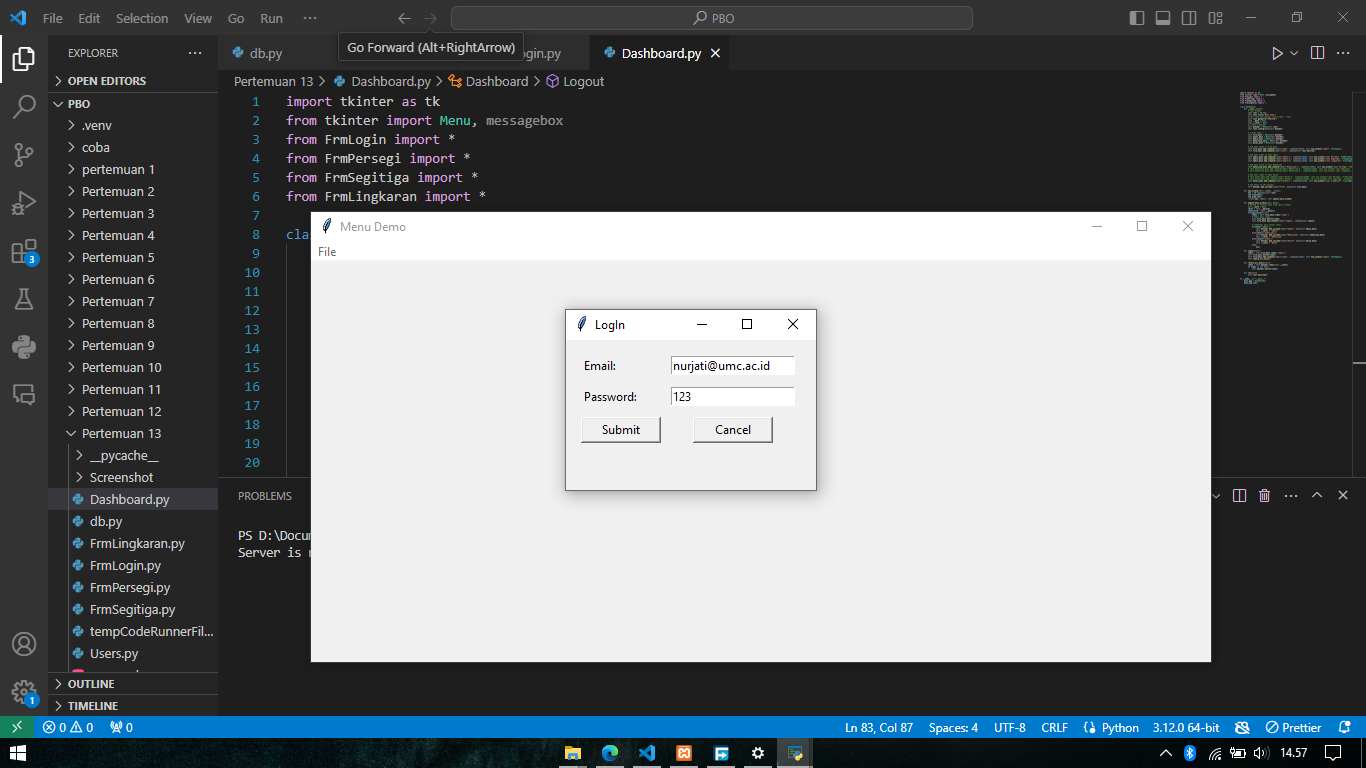 File Edit Selection View Go Run ··· PBO
Go Forward (Alt+RightArrow)
EXPLORER
OPEN EDITORS
PBO
.venv
coba
pertemuan 1
Pertemuan 2
Pertemuan 3
Pertemuan 4
Pertemuan 5
Pertemuan 6
Pertemuan 7
Pertemuan 8
Pertemuan 9
Pertemuan 10
Pertemuan 11
Pertemuan 12
Pertemuan 13
__pycache__
Screenshot
Dashboard.py
db.py
FrmLingkaran.py
FrmLogin.py
FrmPersegi.py
FrmSegitiga.py
tempCodeRunnerFil...
Users.py
OUTLINE
TIMELINE
3
1
db.py ogin.py Dashboard.py
Pertemuan 13 > Dashboard.py > Dashboard > Logout
1 import tkinter as tk
2 from tkinter import Menu, messagebox
3 from FrmLogin import *
4 from FrmPersegi import *
5 from FrmSegitiga import *
6 from FrmLingkaran import *
7
8 clas
9
10
11
12
13
14
15
16
17
18
19
20
Menu Demo
File
LogIn
Email: nurjati@umc.ac.id
Password: 123
Submit Cancel
PROBLEMS
PS D:\Docum
Server is
0 0 0 Ln 83, Col 87 Spaces: 4 UTF-8 CRLF Python 3.12.0 64-bit Prettier
14.57